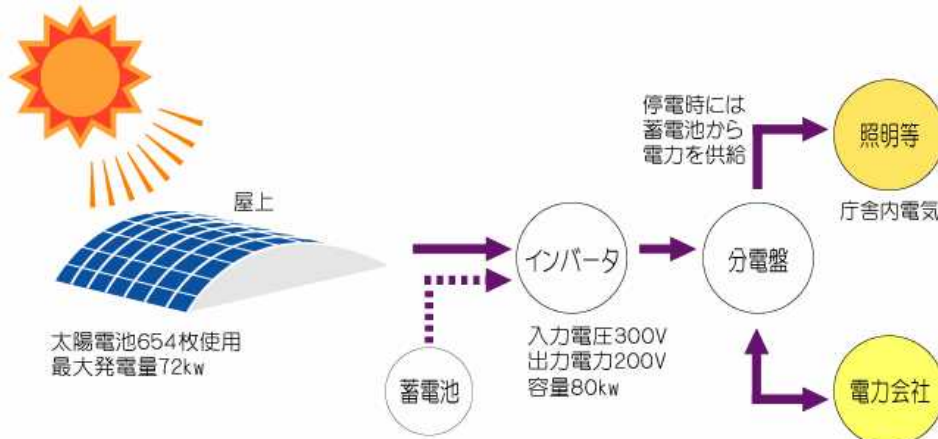 停電時には
蓄電池から
電力を供給
照明等
庁舎内電気
屋上
インバータ
分電盤
太陽電池654枚使用
最大発電量72kw
入力電圧300V
出力電力200V
容量80kw
蓄電池
電力会社